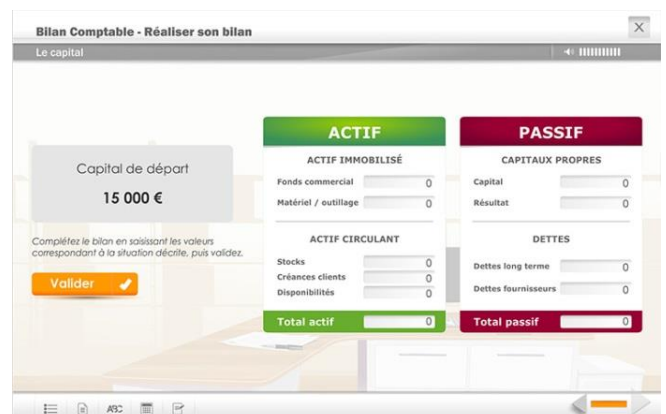 Bilan Comptable - Réaliser son bilan
X
Le capital
Capital de départ
15 000 €
Complétez le bilan en saisissant les valeurs
correspondant à la situation décrite, puis validez.
Valider
ACTIF
ACTIF IMMOBILISÉ
Fonds commercial 0
Matériel / outillage 0
ACTIF CIRCULANT
Stocks 0
Créances clients 0
Disponibilités 0
Total actif 0
PASSIF
CAPITAUX PROPRES
Capital 0
Résultat 0
DETTES
Dettes long terme 0
Dettes fournisseurs 0
Total passif 0
ABC